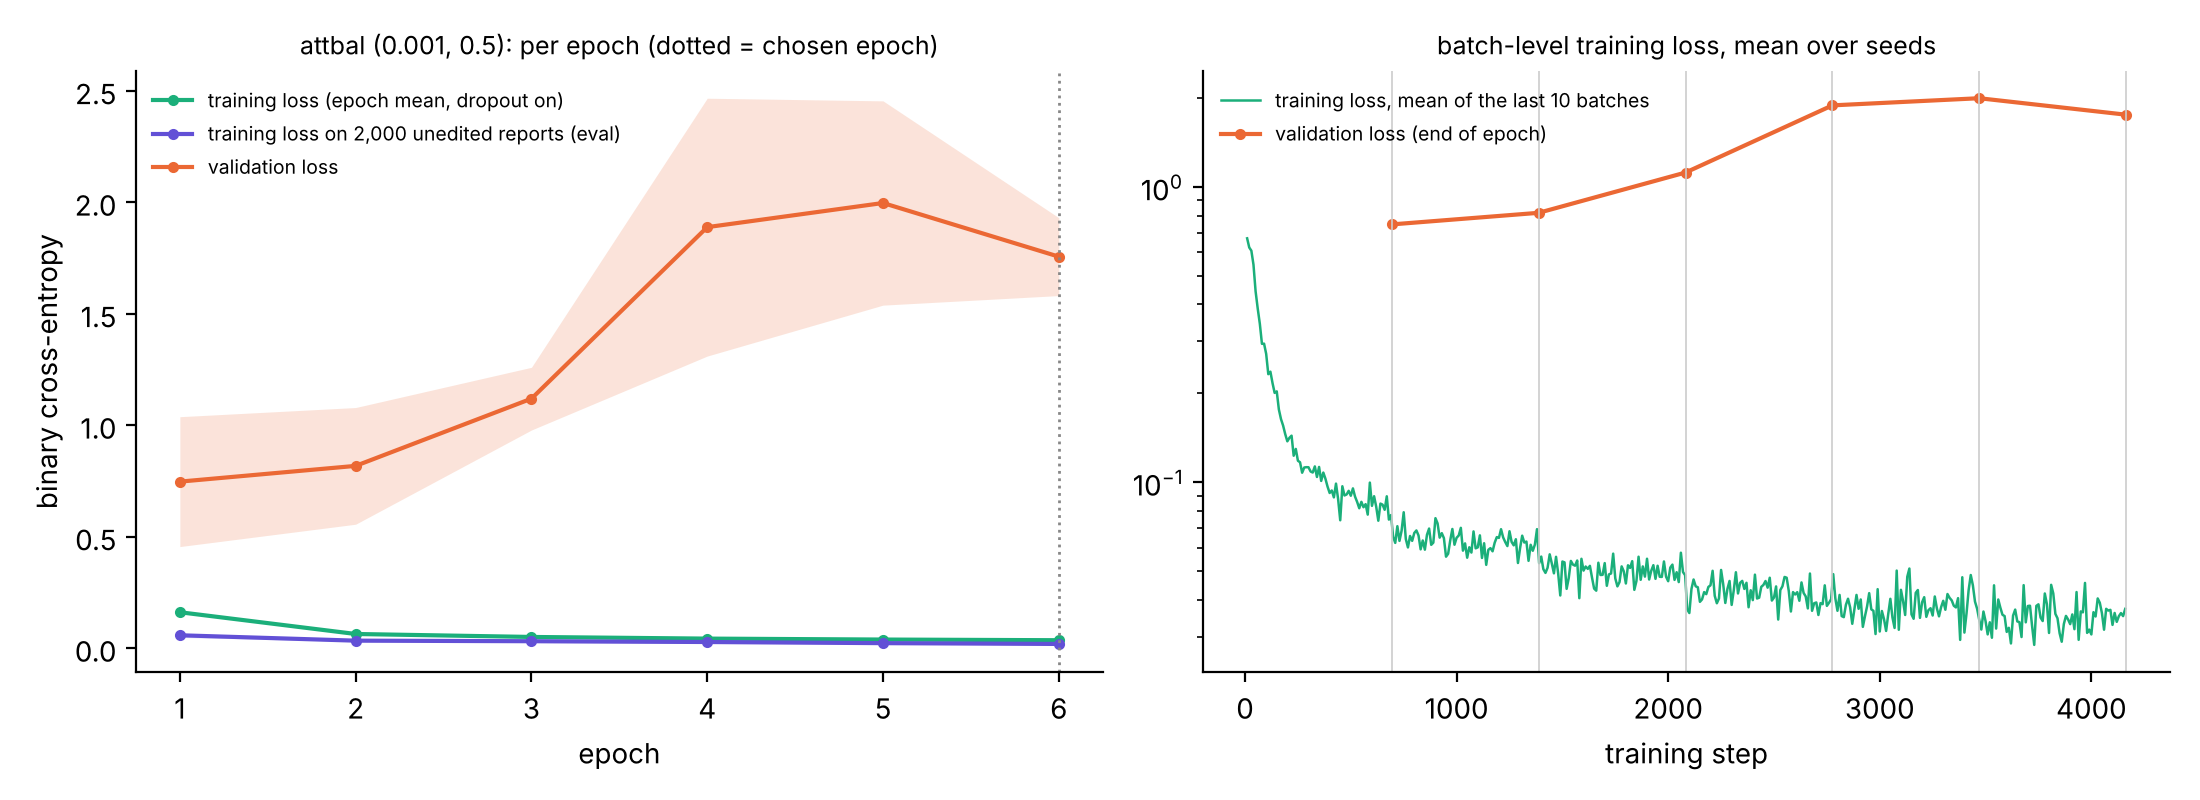 attbal (0.001, 0.5): per epoch (dotted = chosen epoch)
training loss (epoch mean, dropout on)
training loss on 2,000 unedited reports (eval)
validation loss
binary cross-entropy
2.5
2.0
1.5
1.0
0.5
0.0
1
2
3
4
5
6
epoch
batch-level training loss, mean over seeds
training loss, mean of the last 10 batches
validation loss (end of epoch)
10⁰
10⁻¹
0
1000
2000
3000
4000
training step